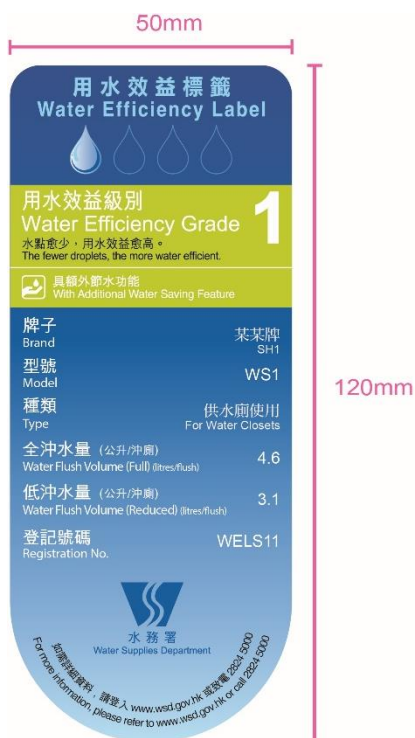 50mm
用水效益標籤
Water Efficiency Label
用水效益級別
Water Efficiency Grade
1
水點愈少，用水效益愈高。
The fewer droplets, the more water efficient.
具額外節水功能
With Additional Water Saving Feature
牌子
Brand
某某牌
SH1
型號
Model
WS1
種類
Type
供水廁使用
For Water Closets
全沖水量（公升/沖廁）
Water Flush Volume (Full) (litres/flush)
4.6
低沖水量（公升/沖廁）
Water Flush Volume (Reduced) (litres/flush)
3.1
登記號碼
Registration No.
WELS11
水務署
Water Supplies Department
如需詳細資料，請登入 www.wsd.gov.hk 或致電 2824 5000
For more information, please refer to www.wsd.gov.hk or call 2824 5000
120mm